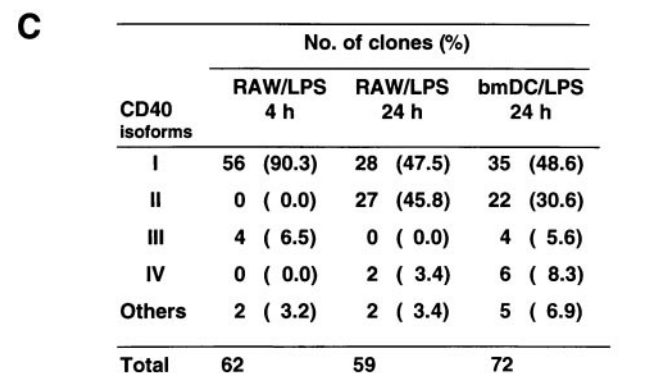 C
No. of clones (%)
RAW/LPS RAW/LPS bmDC/LPS
CD40 4 h 24 h 24 h
isoforms
I 56 (90.3) 28 (47.5) 35 (48.6)
II 0 ( 0.0) 27 (45.8) 22 (30.6)
III 4 ( 6.5) 0 ( 0.0) 4 ( 5.6)
IV 0 ( 0.0) 2 ( 3.4) 6 ( 8.3)
Others 2 ( 3.2) 2 ( 3.4) 5 ( 6.9)
Total 62 59 72